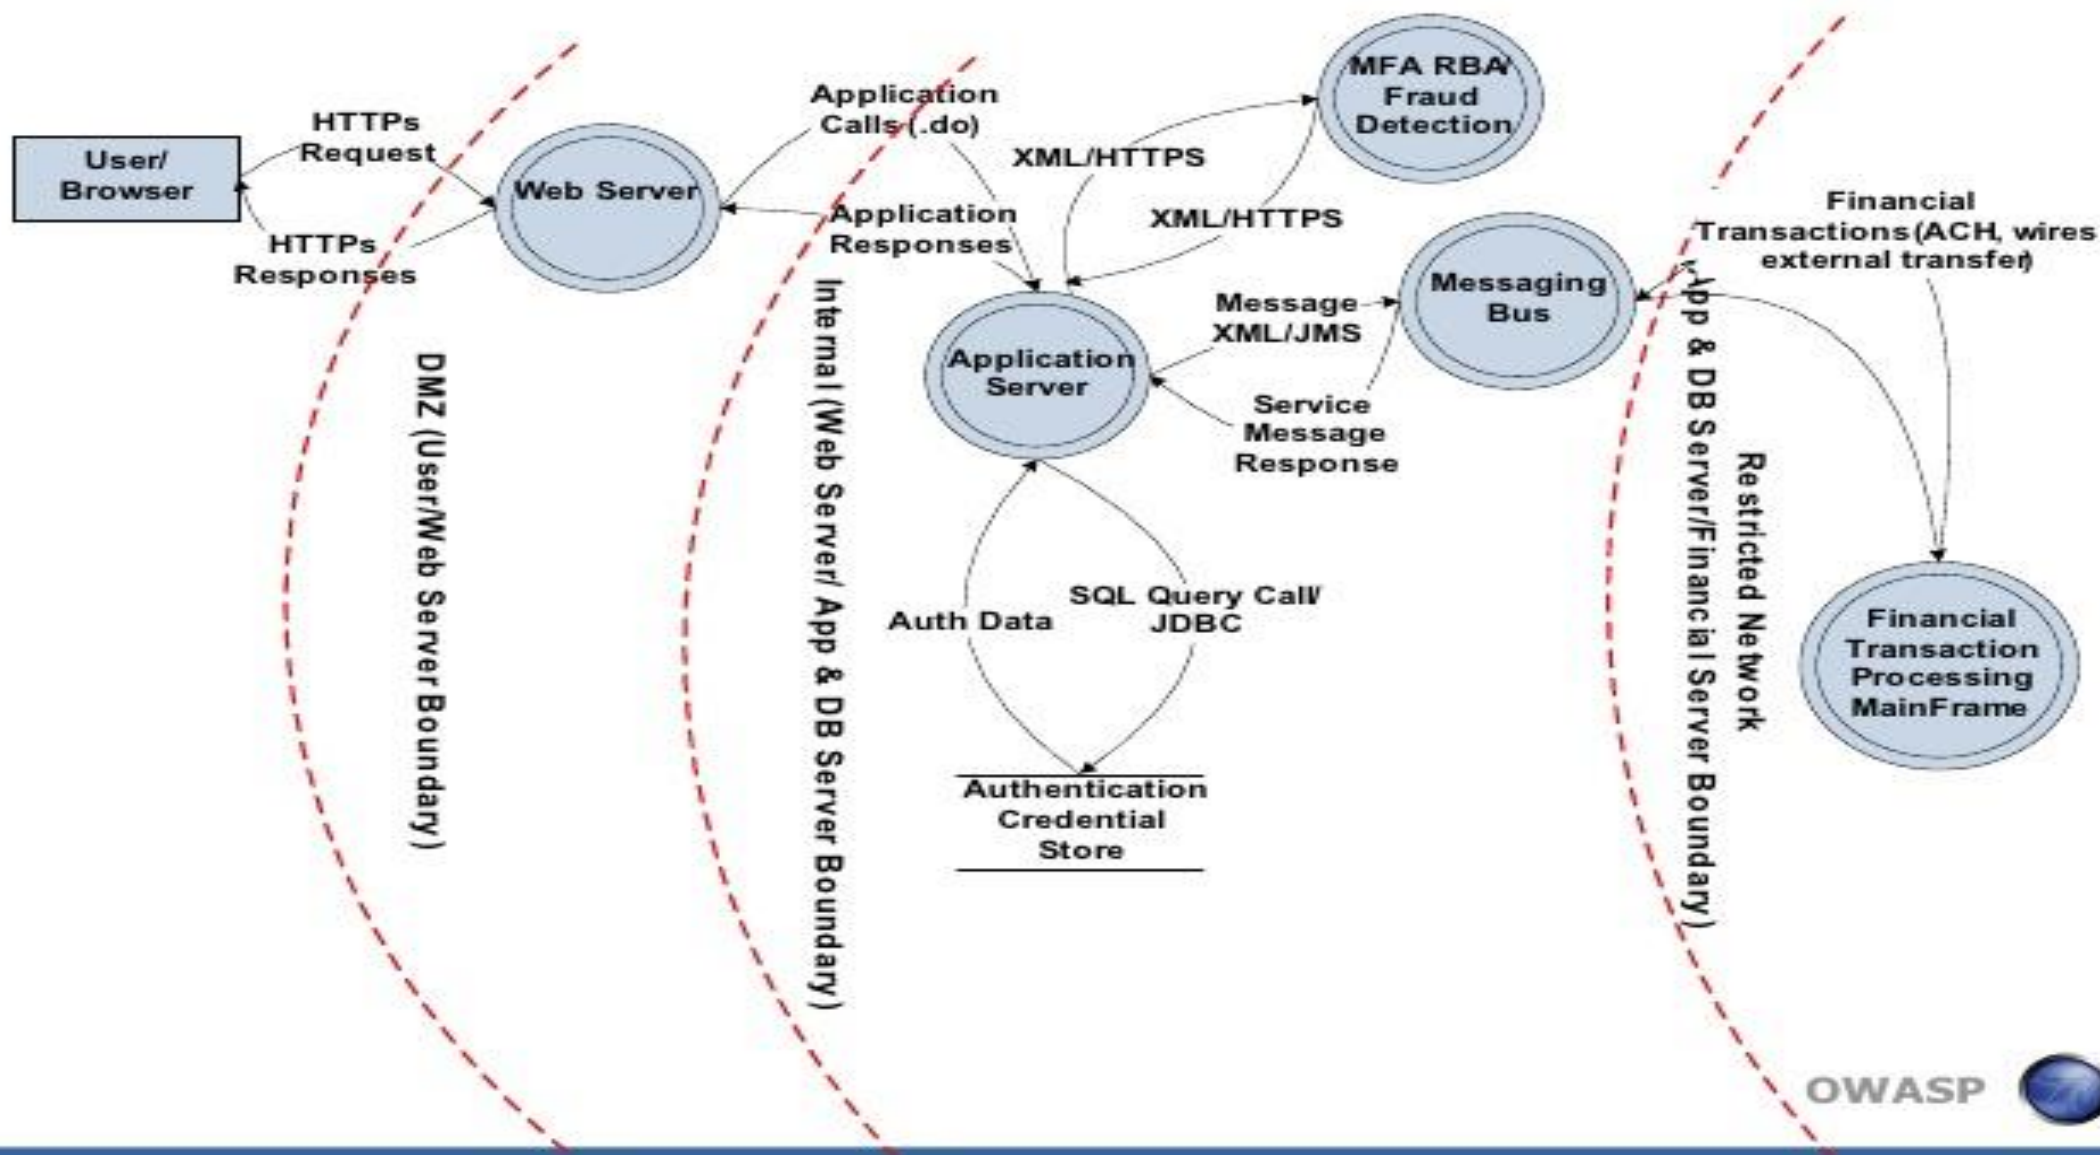 User/
Browser
HTTPs
Request
HTTPs
Responses
Web Server
DMZ (User/Web Server Boundary)
Application
Calls (.do)
Application
Responses
Internal (Web Server/ App & DB Server Boundary)
MFA RBA/
Fraud
Detection
XML/HTTPS
XML/HTTPS
Application
Server
Message
XML/JMS
Service
Message
Response
Messaging
Bus
Auth Data
SQL Query Call/
JDBC
Authentication
Credential
Store
Restricted Network
App & DB Server/Financial Server Boundary)
Financial
Transactions(ACH, wires
external transfer)
Financial
Transaction
Processing
MainFrame
OWASP